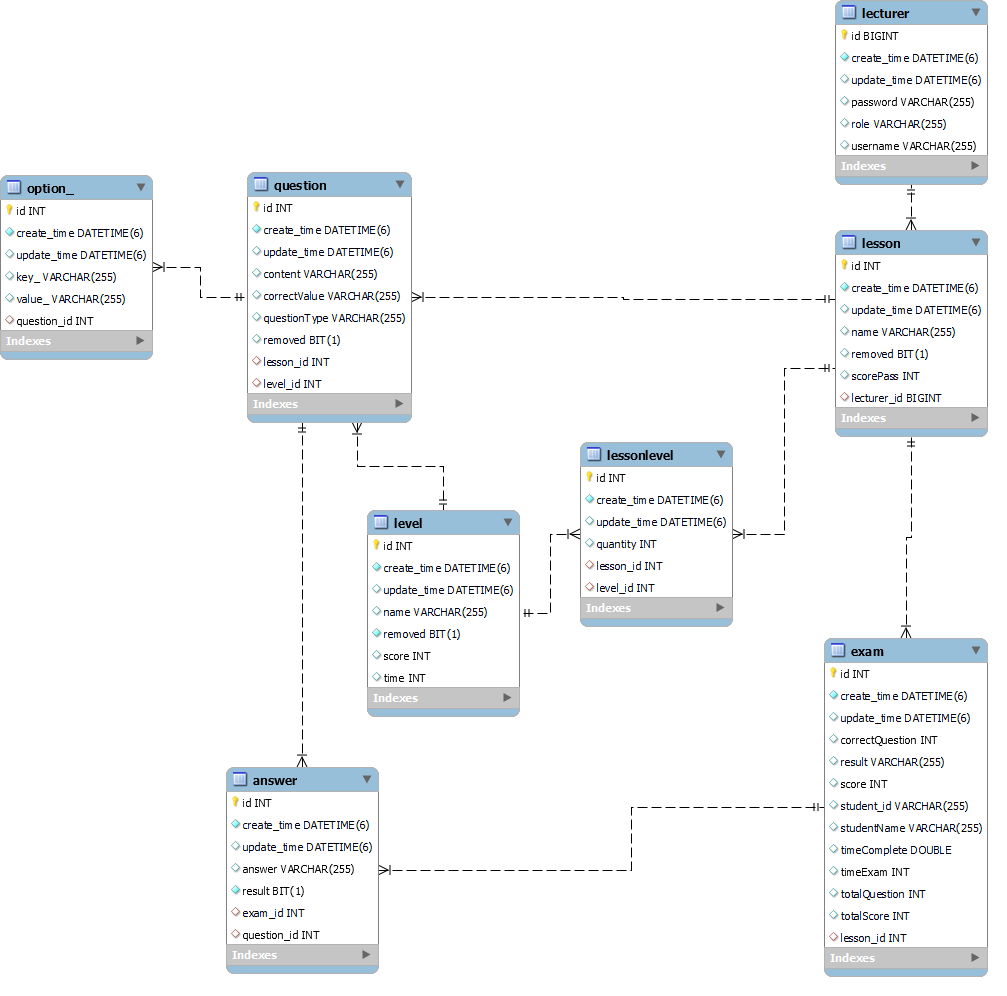 lecturer
id BIGINT
create_time DATETIME(6)
update_time DATETIME(6)
password VARCHAR(255)
role VARCHAR(255)
username VARCHAR(255)
Indexes
option_
id INT
create_time DATETIME(6)
update_time DATETIME(6)
key_ VARCHAR(255)
value_ VARCHAR(255)
question_id INT
Indexes
question
id INT
create_time DATETIME(6)
update_time DATETIME(6)
content VARCHAR(255)
correctValue VARCHAR(255)
questionType VARCHAR(255)
removed BIT(1)
lesson_id INT
level_id INT
Indexes
lesson
id INT
create_time DATETIME(6)
update_time DATETIME(6)
name VARCHAR(255)
removed BIT(1)
scorePass INT
lecturer_id BIGINT
Indexes
lessonlevel
id INT
create_time DATETIME(6)
update_time DATETIME(6)
quantity INT
lesson_id INT
level_id INT
Indexes
level
id INT
create_time DATETIME(6)
update_time DATETIME(6)
name VARCHAR(255)
removed BIT(1)
score INT
time INT
Indexes
exam
id INT
create_time DATETIME(6)
update_time DATETIME(6)
correctQuestion INT
result VARCHAR(255)
score INT
student_id VARCHAR(255)
studentName VARCHAR(255)
timeComplete DOUBLE
timeExam INT
totalQuestion INT
totalScore INT
lesson_id INT
Indexes
answer
id INT
create_time DATETIME(6)
update_time DATETIME(6)
answer VARCHAR(255)
result BIT(1)
exam_id INT
question_id INT
Indexes